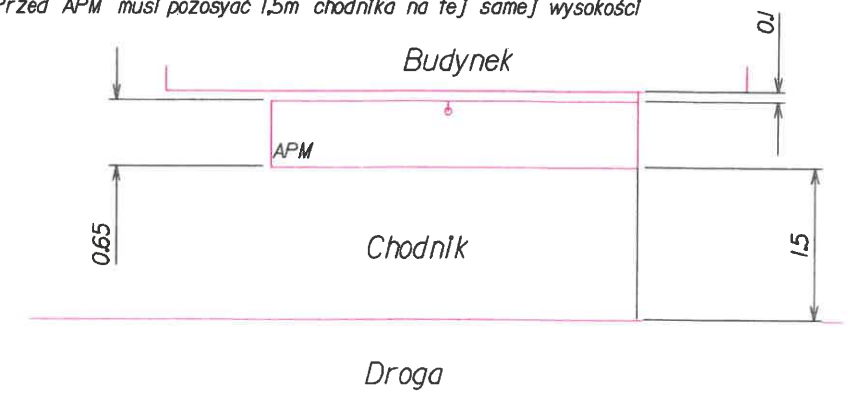 Przed APM musi pozosyać 1,5m chodnika na tej samej wysokości
0.1
Budynek
APM
0.65
Chodnik
1.5
Droga